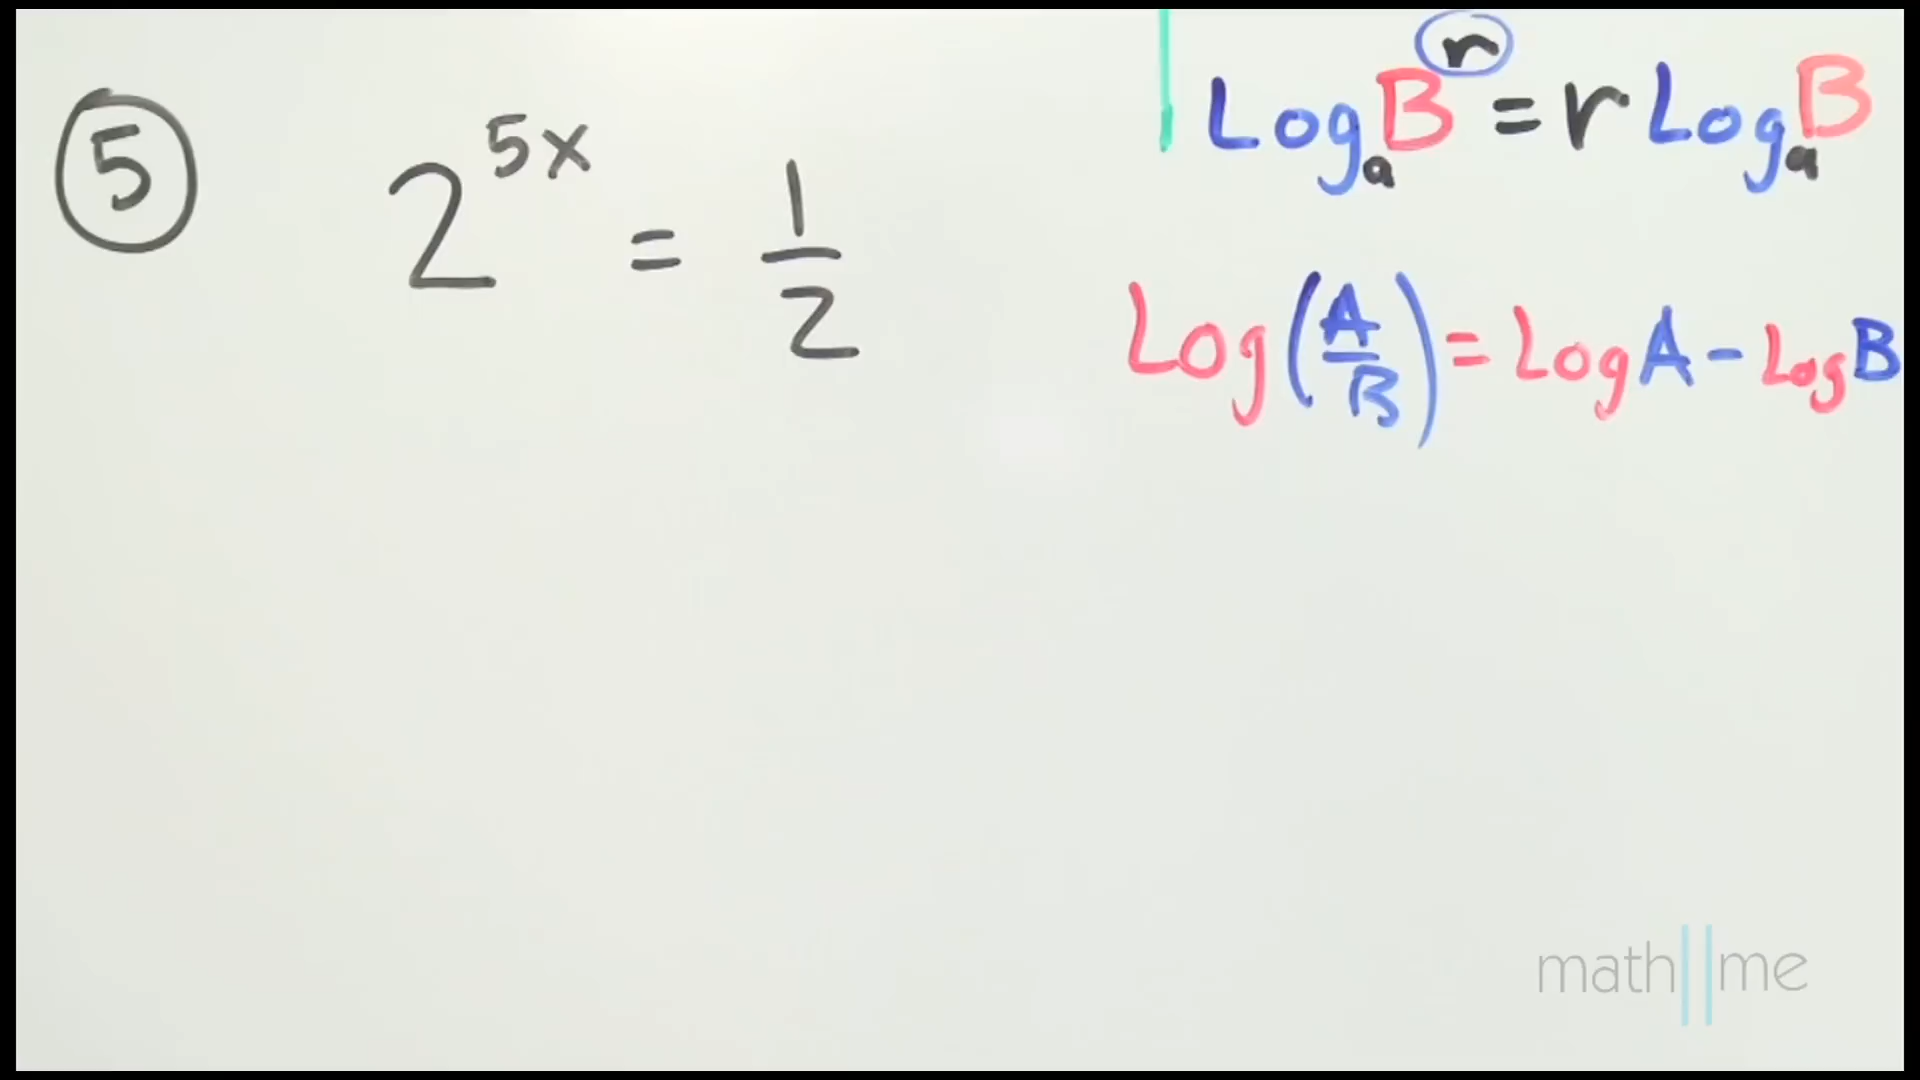 5
2^{5x} = 1/2
Log_a B^r = r Log_a B
Log(A/B) = Log A - Log B
math||me